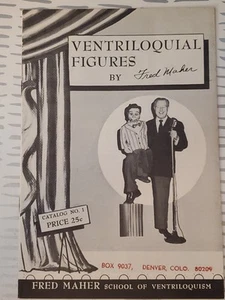 VENTRILOQUIAL
FIGURES
BY Fred Maher
CATALOG NO. 1
PRICE 25¢
BOX 9037, DENVER, COLO. 80209
FRED MAHER SCHOOL OF VENTRILOQUISM